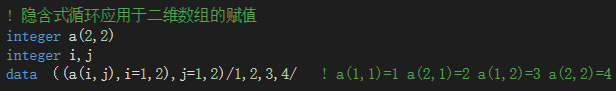 ! 隐含式循环应用于二维数组的赋值
integer a(2,2)
integer i,j
data ((a(i,j),i=1,2),j=1,2)/1,2,3,4/ ! a(1,1)=1 a(2,1)=2 a(1,2)=3 a(2,2)=4